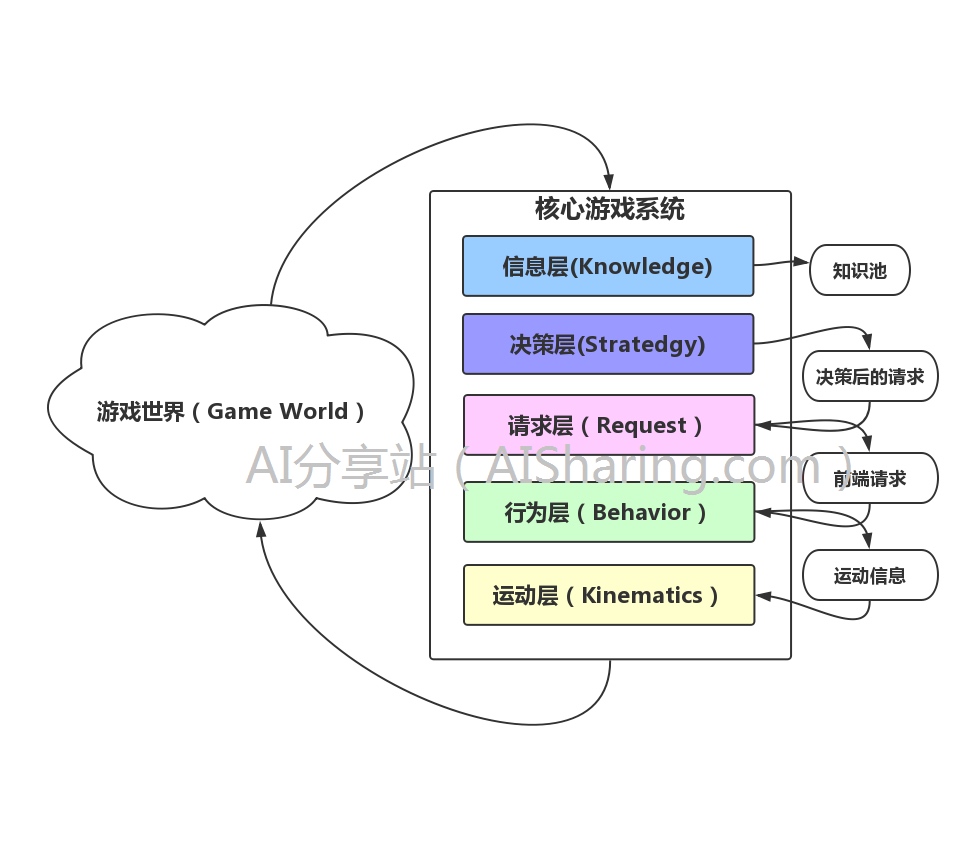 核心游戏系统
信息层(Knowledge)
知识池
决策层(Stratedgy)
决策后的请求
游戏世界（Game World）
请求层（Request）
AI分享站（AISharing.com）
前端请求
行为层（Behavior）
运动信息
运动层（Kinematics）